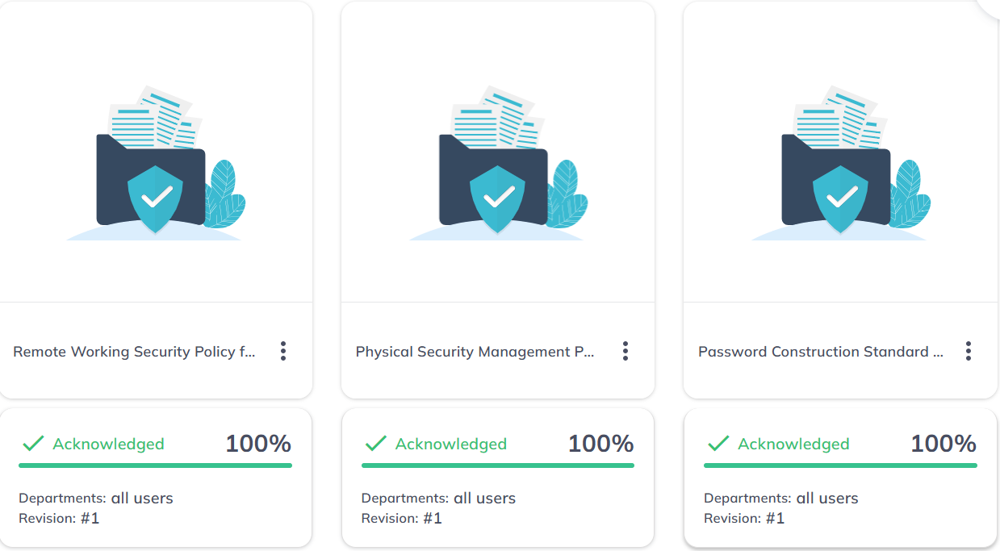 Remote Working Security Policy f...
Physical Security Management P...
Password Construction Standard ...
Acknowledged 100%
Departments: all users
Revision: #1
Acknowledged 100%
Departments: all users
Revision: #1
Acknowledged 100%
Departments: all users
Revision: #1